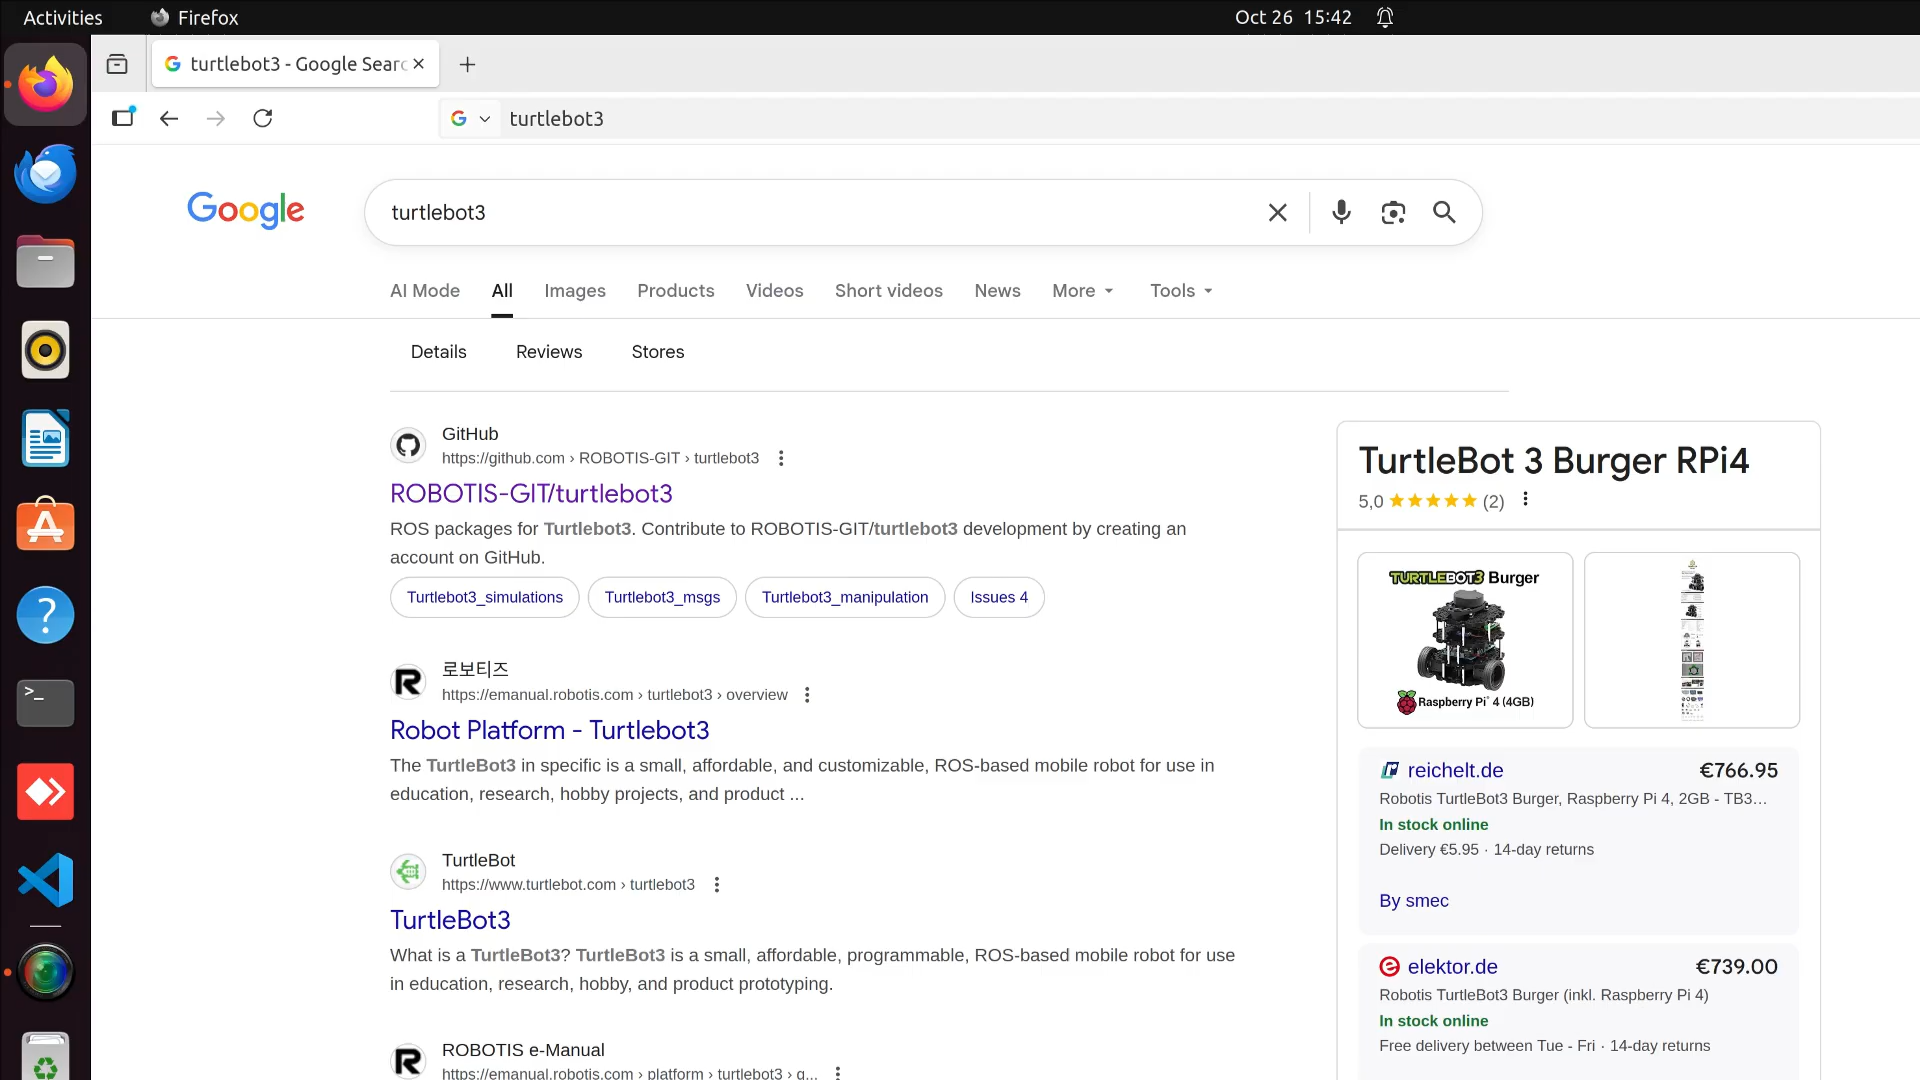 Activities
Firefox
Oct 26 15:42
turtlebot3 - Google Searc
turtlebot3
Google
turtlebot3
AI Mode
All
Images
Products
Videos
Short videos
News
More
Tools
Details
Reviews
Stores
GitHub
https://github.com › ROBOTIS-GIT › turtlebot3
ROBOTIS-GIT/turtlebot3
ROS packages for Turtlebot3. Contribute to ROBOTIS-GIT/turtlebot3 development by creating an
account on GitHub.
Turtlebot3_simulations
Turtlebot3_msgs
Turtlebot3_manipulation
Issues 4
로보티즈
https://emanual.robotis.com › turtlebot3 › overview
Robot Platform - Turtlebot3
The TurtleBot3 in specific is a small, affordable, and customizable, ROS-based mobile robot for use in
education, research, hobby projects, and product ...
TurtleBot
https://www.turtlebot.com › turtlebot3
TurtleBot3
What is a TurtleBot3? TurtleBot3 is a small, affordable, programmable, ROS-based mobile robot for use
in education, research, hobby, and product prototyping.
ROBOTIS e-Manual
https://emanual.robotis.com › platform › turtlebot3 › q...
TurtleBot 3 Burger RPi4
5,0 (2)
TURTLEBOT3 Burger
Raspberry Pi 4 (4GB)
reichelt.de €766.95
Robotis TurtleBot3 Burger, Raspberry Pi 4, 2GB - TB3...
In stock online
Delivery €5.95 · 14-day returns
By smec
elektor.de €739.00
Robotis TurtleBot3 Burger (inkl. Raspberry Pi 4)
In stock online
Free delivery between Tue - Fri · 14-day returns